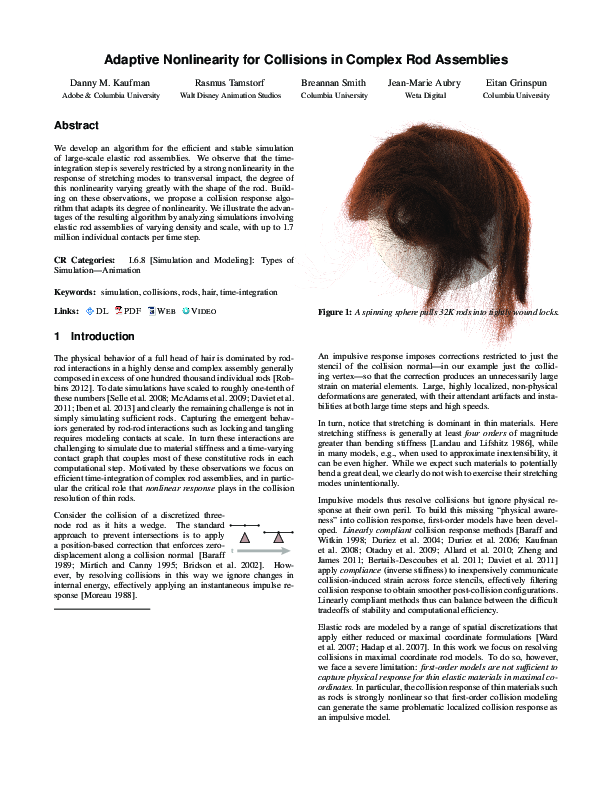 Adaptive Nonlinearity for Collisions in Complex Rod Assemblies
Danny M. Kaufman
Adobe & Columbia University
Rasmus Tamstorf
Walt Disney Animation Studios
Breannan Smith
Columbia University
Jean-Marie Aubry
Weta Digital
Eitan Grinspun
Columbia University
Abstract
We develop an algorithm for the efficient and stable simulation
of large-scale elastic rod assemblies. We observe that the time-
integration step is severely restricted by a strong nonlinearity in the
response of stretching modes to transversal impact, the degree of
this nonlinearity varying greatly with the shape of the rod. Build-
ing on these observations, we propose a collision response algo-
rithm that adapts its degree of nonlinearity. We illustrate the advan-
tages of the resulting algorithm by analyzing simulations involving
elastic rod assemblies of varying density and scale, with up to 1.7
million individual contacts per time step.
CR Categories: I.6.8 [Simulation and Modeling]: Types of
Simulation—Animation
Keywords: simulation, collisions, rods, hair, time-integration
Links: DL PDF WEB VIDEO
1 Introduction
The physical behavior of a full head of hair is dominated by rod-
rod interactions in a highly dense and complex assembly generally
composed in excess of one hundred thousand individual rods [Rob-
bins 2012]. To date simulations have scaled to roughly one-tenth of
these numbers [Selle et al. 2008; McAdams et al. 2009; Daviet et al.
2011; Iben et al. 2013] and clearly the remaining challenge is not in
simply simulating sufficient rods. Capturing the emergent behav-
iors generated by rod-rod interactions such as locking and tangling
requires modeling contacts at scale. In turn these interactions are
challenging to simulate due to material stiffness and a time-varying
contact graph that couples most of these constitutive rods in each
computational step. Motivated by these observations we focus on
efficient time-integration of complex rod assemblies, and in partic-
ular the critical role that nonlinear response plays in the collision
resolution of thin rods.
Consider the collision of a discretized three-
node rod as it hits a wedge. The standard
approach to prevent intersections is to apply
a position-based correction that enforces zero-
displacement along a collision normal [Baraff
1989; Mirtich and Canny 1995; Bridson et al. 2002]. How-
ever, by resolving collisions in this way we ignore changes in
internal energy, effectively applying an instantaneous impulse re-
sponse [Moreau 1988].
Figure 1: A spinning sphere pulls 32K rods into tightly wound locks.
An impulsive response imposes corrections restricted to just the
stencil of the collision normal—in our example just the collid-
ing vertex—so that the correction produces an unnecessarily large
strain on material elements. Large, highly localized, non-physical
deformations are generated, with their attendant artifacts and insta-
bilities at both large time steps and high speeds.
In turn, notice that stretching is dominant in thin materials. Here
stretching stiffness is generally at least four orders of magnitude
greater than bending stiffness [Landau and Lifshitz 1986], while
in many models, e.g., when used to approximate inextensibility, it
can be even higher. While we expect such materials to potentially
bend a great deal, we clearly do not wish to exercise their stretching
modes unintentionally.
Impulsive models thus resolve collisions but ignore physical re-
sponse at their own peril. To build this missing “physical aware-
ness” into collision response, first-order models have been devel-
oped. Linearly compliant collision response methods [Baraff and
Witkin 1998; Duriez et al. 2004; Duriez et al. 2006; Kaufman
et al. 2008; Otaduy et al. 2009; Allard et al. 2010; Zheng and
James 2011; Bertails-Descoubes et al. 2011; Daviet et al. 2011]
apply compliance (inverse stiffness) to inexpensively communicate
collision-induced strain across force stencils, effectively filtering
collision response to obtain smoother post-collision configurations.
Linearly compliant methods thus can balance between the difficult
tradeoffs of stability and computational efficiency.
Elastic rods are modeled by a range of spatial discretizations that
apply either reduced or maximal coordinate formulations [Ward
et al. 2007; Hadap et al. 2007]. In this work we focus on resolving
collisions in maximal coordinate rod models. To do so, however,
we face a severe limitation: first-order models are not sufficient to
capture physical response for thin elastic materials in maximal co-
ordinates. In particular, the collision response of thin materials such
as rods is strongly nonlinear so that first-order collision modeling
can generate the same problematic localized collision response as
an impulsive model.